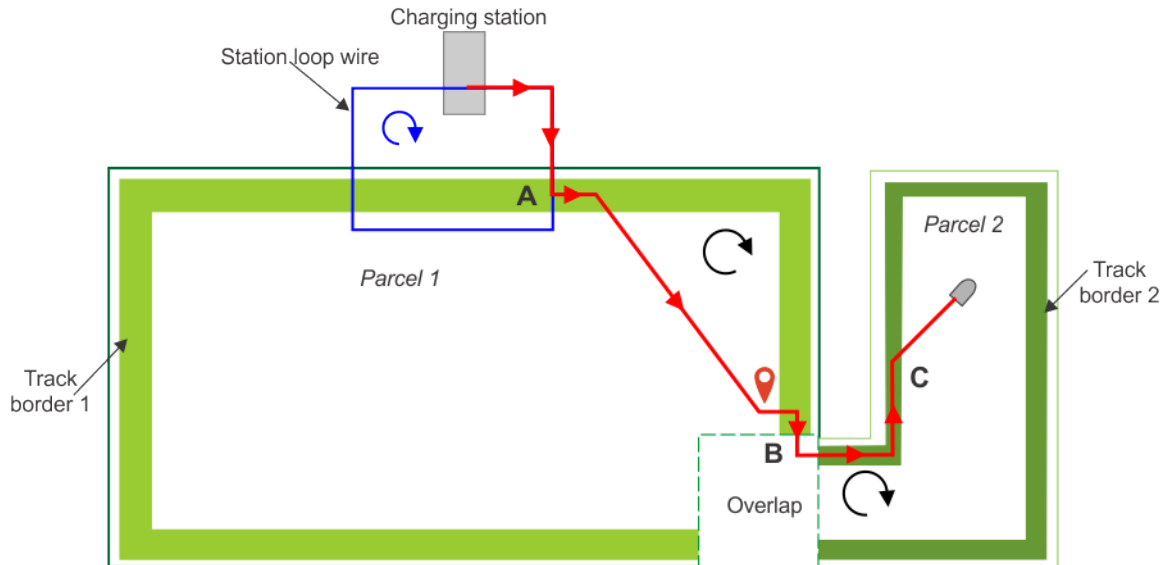 Charging station
Station loop wire
A
Parcel 1
Parcel 2
Track
border 2
Track
border 1
C
B
Overlap